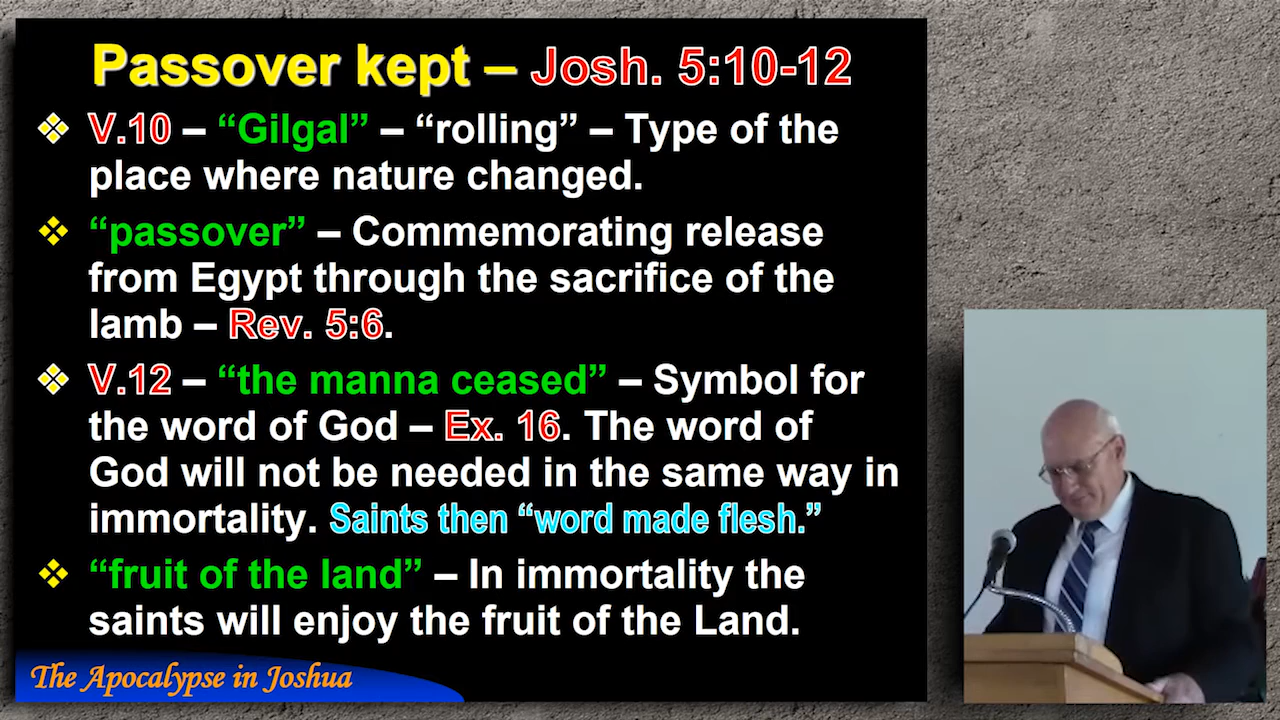 Passover kept – Josh. 5:10-12
❖ V.10 – “Gilgal” – “rolling” – Type of the
place where nature changed.
❖ “passover” – Commemorating release
from Egypt through the sacrifice of the
lamb – Rev. 5:6.
❖ V.12 – “the manna ceased” – Symbol for
the word of God – Ex. 16. The word of
God will not be needed in the same way in
immortality. Saints then “word made flesh.”
❖ “fruit of the land” – In immortality the
saints will enjoy the fruit of the Land.
The Apocalypse in Joshua